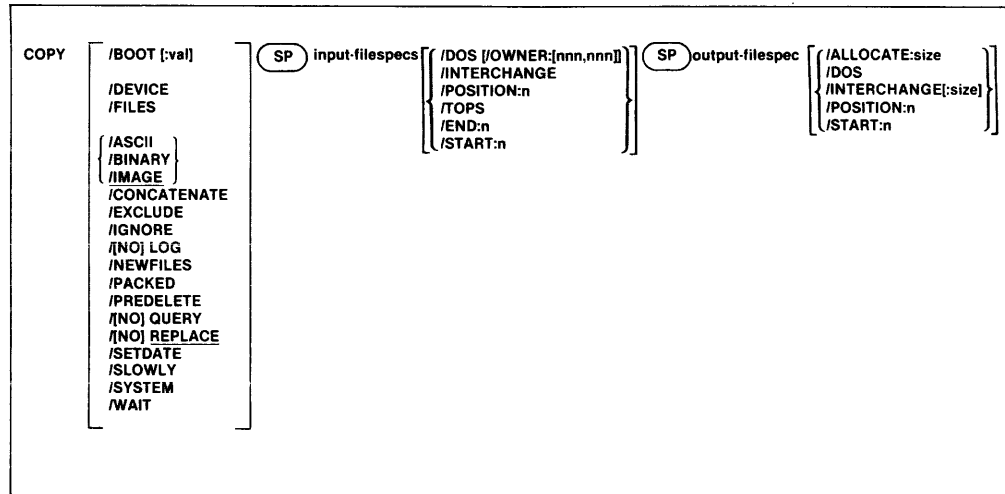 COPY /BOOT [:val] SP input-filespecs /DOS [/OWNER:[nnn,nnn]] SP output-filespec /ALLOCATE:size
/INTERCHANGE /DOS
/DEVICE /POSITION:n /INTERCHANGE[:size]
/FILES /TOPS /POSITION:n
/END:n /START:n
/ASCII /START:n
/BINARY
/IMAGE
/CONCATENATE
/EXCLUDE
/IGNORE
/[NO] LOG
/NEWFILES
/PACKED
/PREDELETE
/[NO] QUERY
/[NO] REPLACE
/SETDATE
/SLOWLY
/SYSTEM
/WAIT